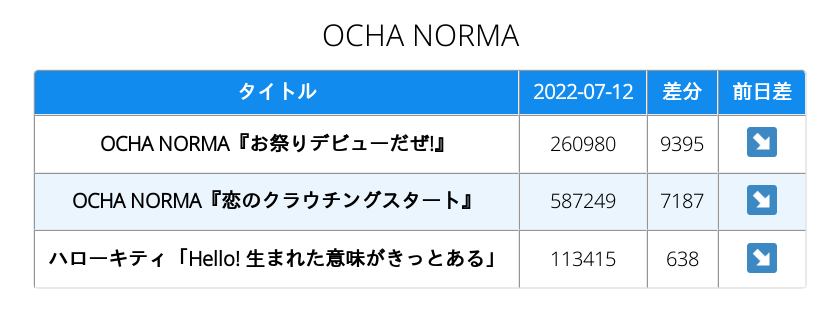 OCHA NORMA
タイトル 2022-07-12 差分 前日差
OCHA NORMA『お祭りデビューだぜ!』 260980 9395 ↘
OCHA NORMA『恋のクラウチングスタート』 587249 7187 ↘
ハローキティ「Hello! 生まれた意味がきっとある」 113415 638 ↘